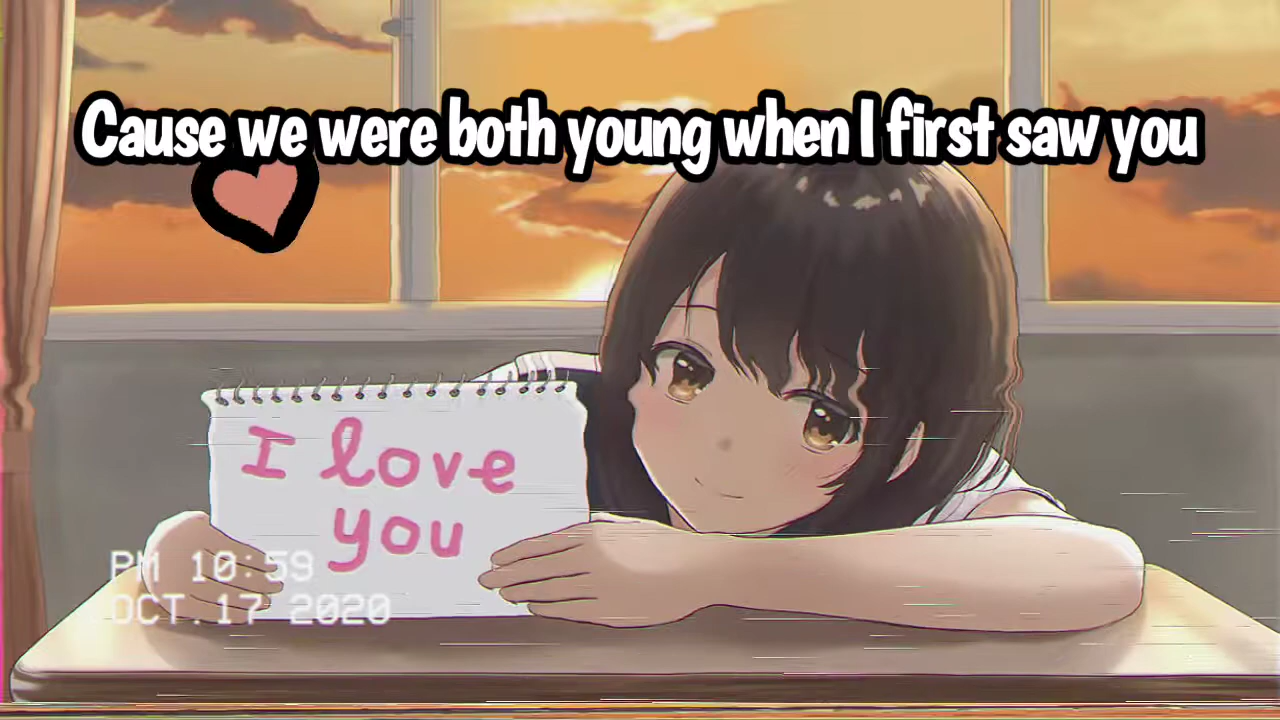 Cause we were both young when I first saw you
I love
you
PM 10:59
OCT.17 2020